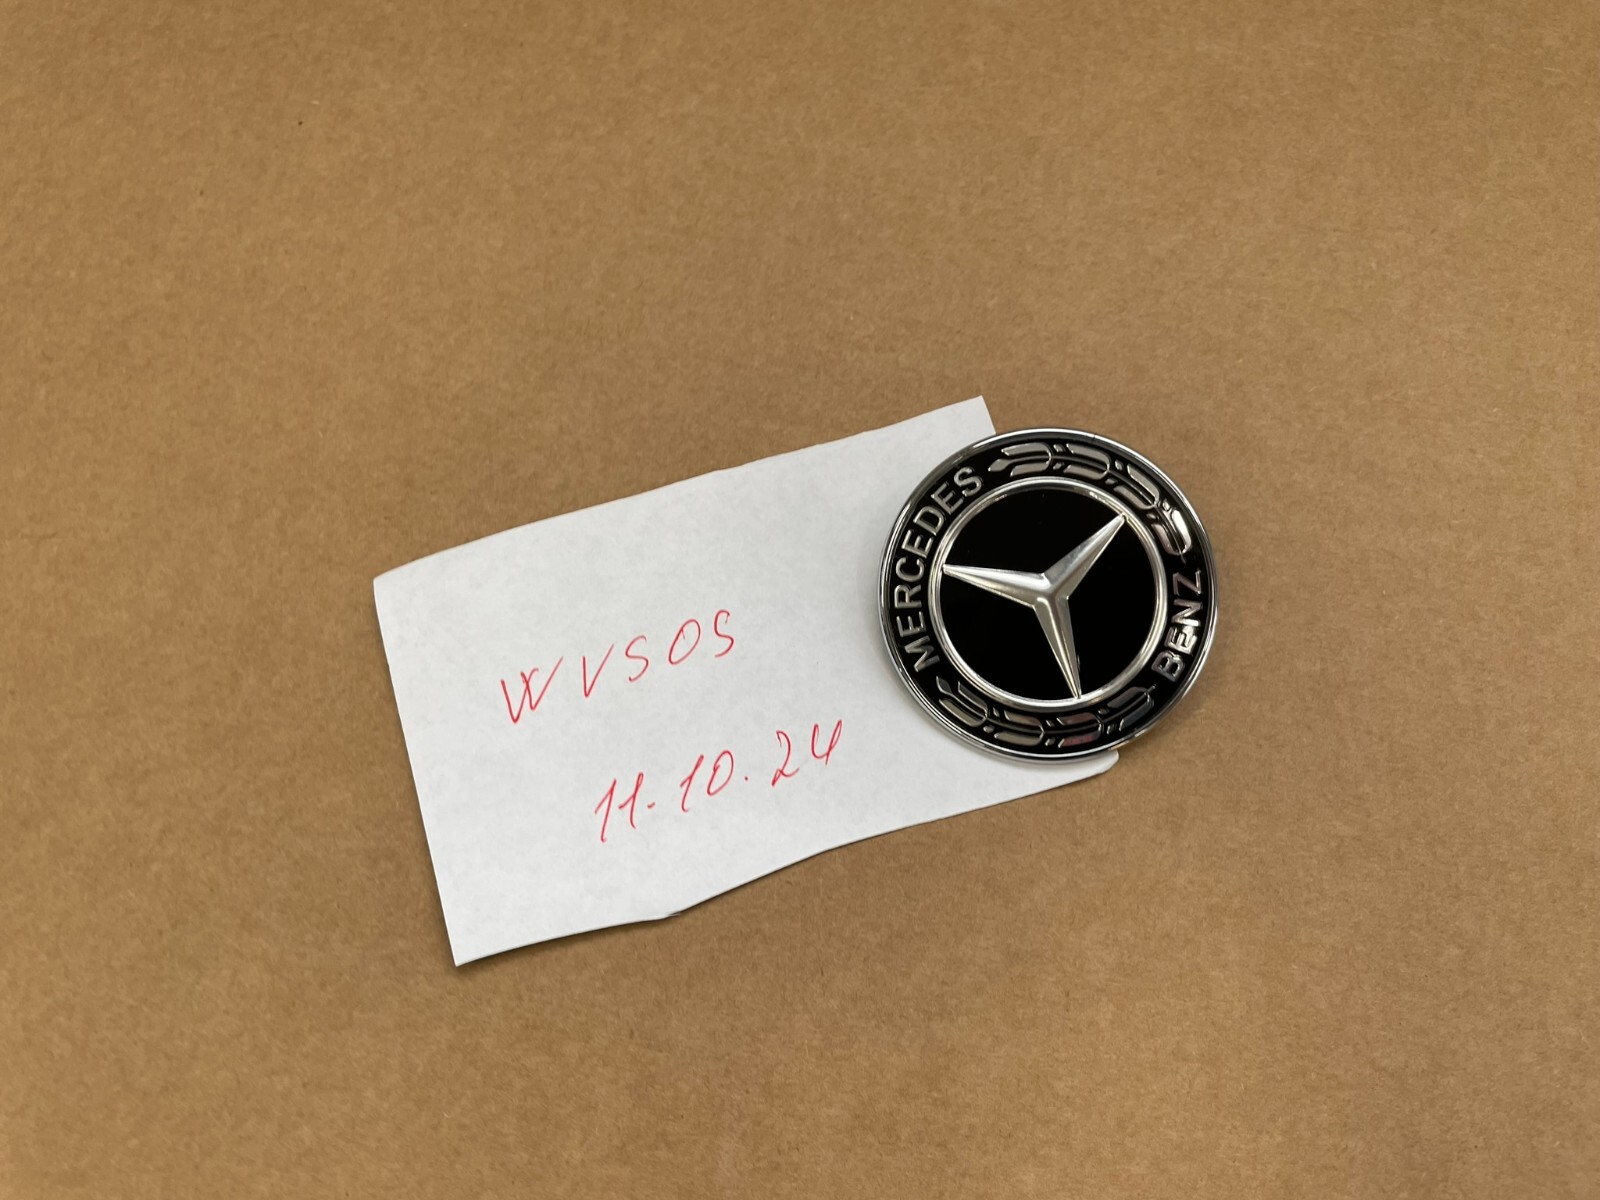 WVSOS
11.10.24
MERCEDES
BENZ